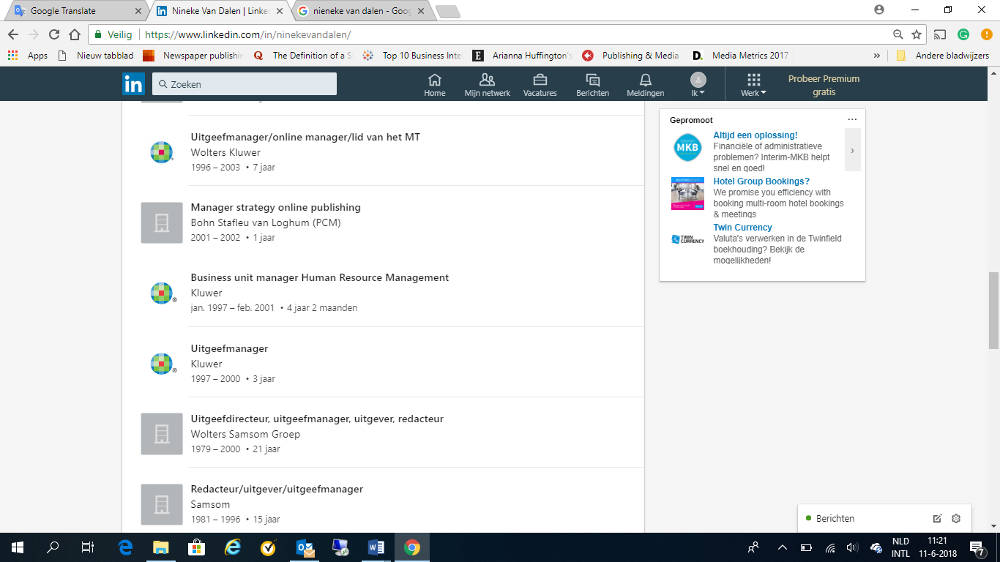 Google Translate
Nineke Van Dalen | Linke
nieneke van dalen - Goo
Veilig
https://www.linkedin.com/in/ninekevandalen/
Apps
Nieuw tabblad
Newspaper publishi
The Definition of a S
Top 10 Business Inte
Arianna Huffington's
Publishing & Media
Media Metrics 2017
»
Andere bladwijzers
in
Zoeken
Home
Mijn netwerk
Vacatures
Berichten
Meldingen
Ik
Werk
Probeer Premium
gratis
Uitgeefmanager/online manager/lid van het MT
Wolters Kluwer
1996 – 2003 • 7 jaar
Manager strategy online publishing
Bohn Stafleu van Loghum (PCM)
2001 – 2002 • 1 jaar
Business unit manager Human Resource Management
Kluwer
jan. 1997 – feb. 2001 • 4 jaar 2 maanden
Uitgeefmanager
Kluwer
1997 – 2000 • 3 jaar
Uitgeefdirecteur, uitgeefmanager, uitgever, redacteur
Wolters Samsom Groep
1979 – 2000 • 21 jaar
Redacteur/uitgever/uitgeefmanager
Samsom
1981 – 1996 • 15 jaar
Gepromoot
MKB
Altijd een oplossing!
Financiële of administratieve
problemen? Interim-MKB helpt
snel en goed!
Hotel Group Bookings?
We promise you efficiency with
booking multi-room hotel bookings
& meetings
TWIN
CURRENCY
Twin Currency
Valuta's verwerken in de Twinfield
boekhouding? Bekijk de
mogelijkheden!
Berichten
NLD
INTL
11:21
11-6-2018
7